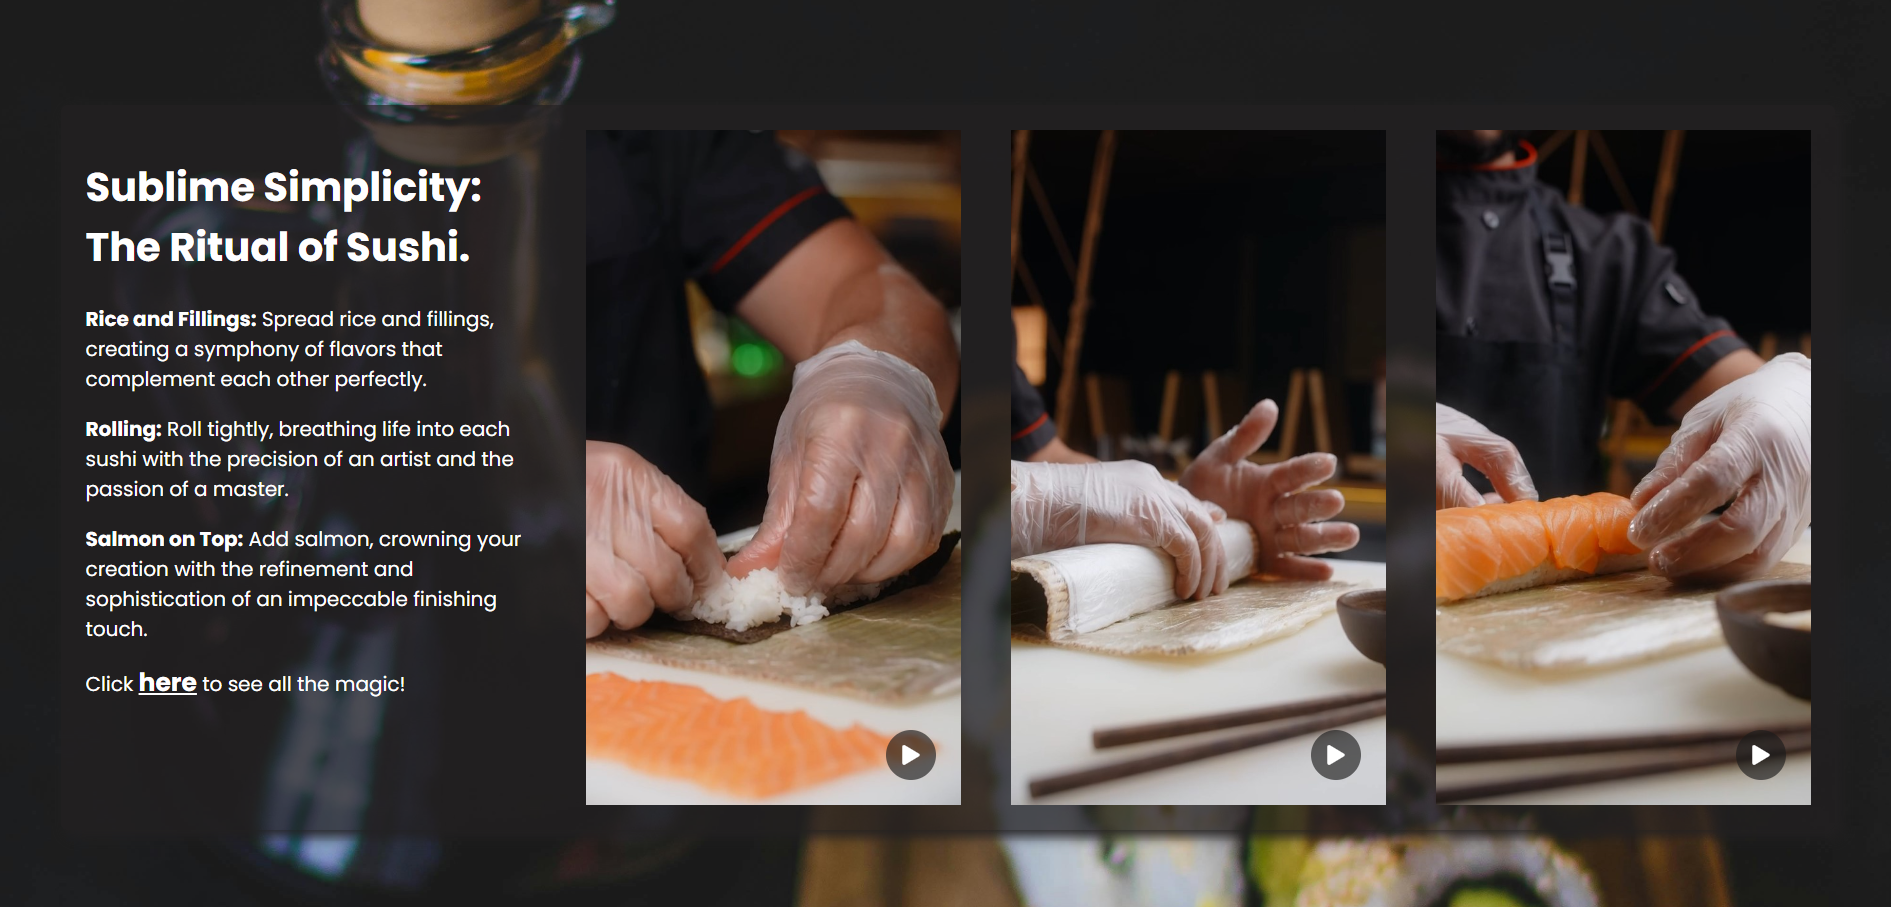 Sublime Simplicity:
The Ritual of Sushi.
Rice and Fillings: Spread rice and fillings,
creating a symphony of flavors that
complement each other perfectly.
Rolling: Roll tightly, breathing life into each
sushi with the precision of an artist and the
passion of a master.
Salmon on Top: Add salmon, crowning your
creation with the refinement and
sophistication of an impeccable finishing
touch.
Click here to see all the magic!